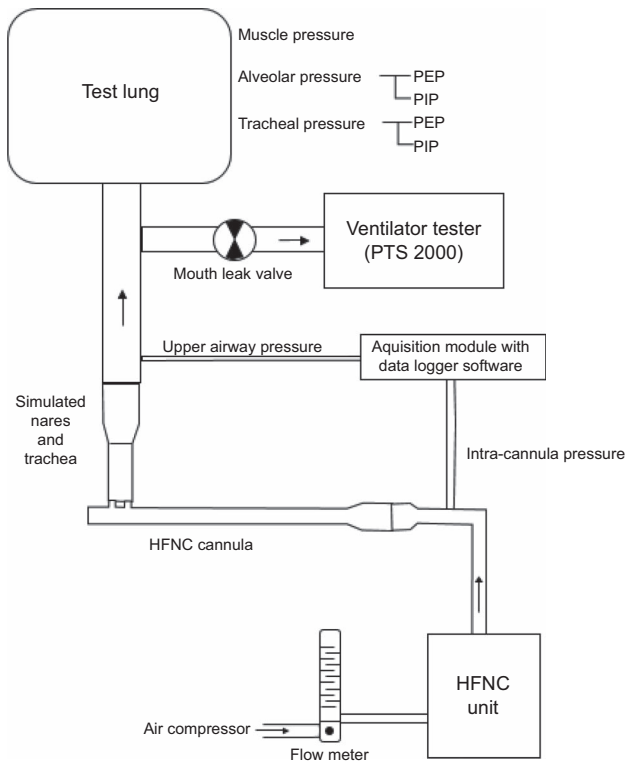 Muscle pressure
Test lung
Alveolar pressure
PEP
PIP
Tracheal pressure
PEP
PIP
Ventilator tester
(PTS 2000)
Mouth leak valve
Upper airway pressure
Aquisition module with
data logger software
Simulated
nares
and
trachea
Intra-cannula pressure
HFNC cannula
HFNC
unit
Air compressor
Flow meter